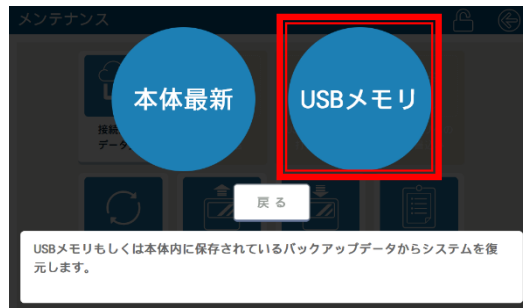 メンテナンス
本体最新
USBメモリ
接続
データ
戻る
USBメモリもしくは本体内に保存されているバックアップデータからシステムを復
元します。